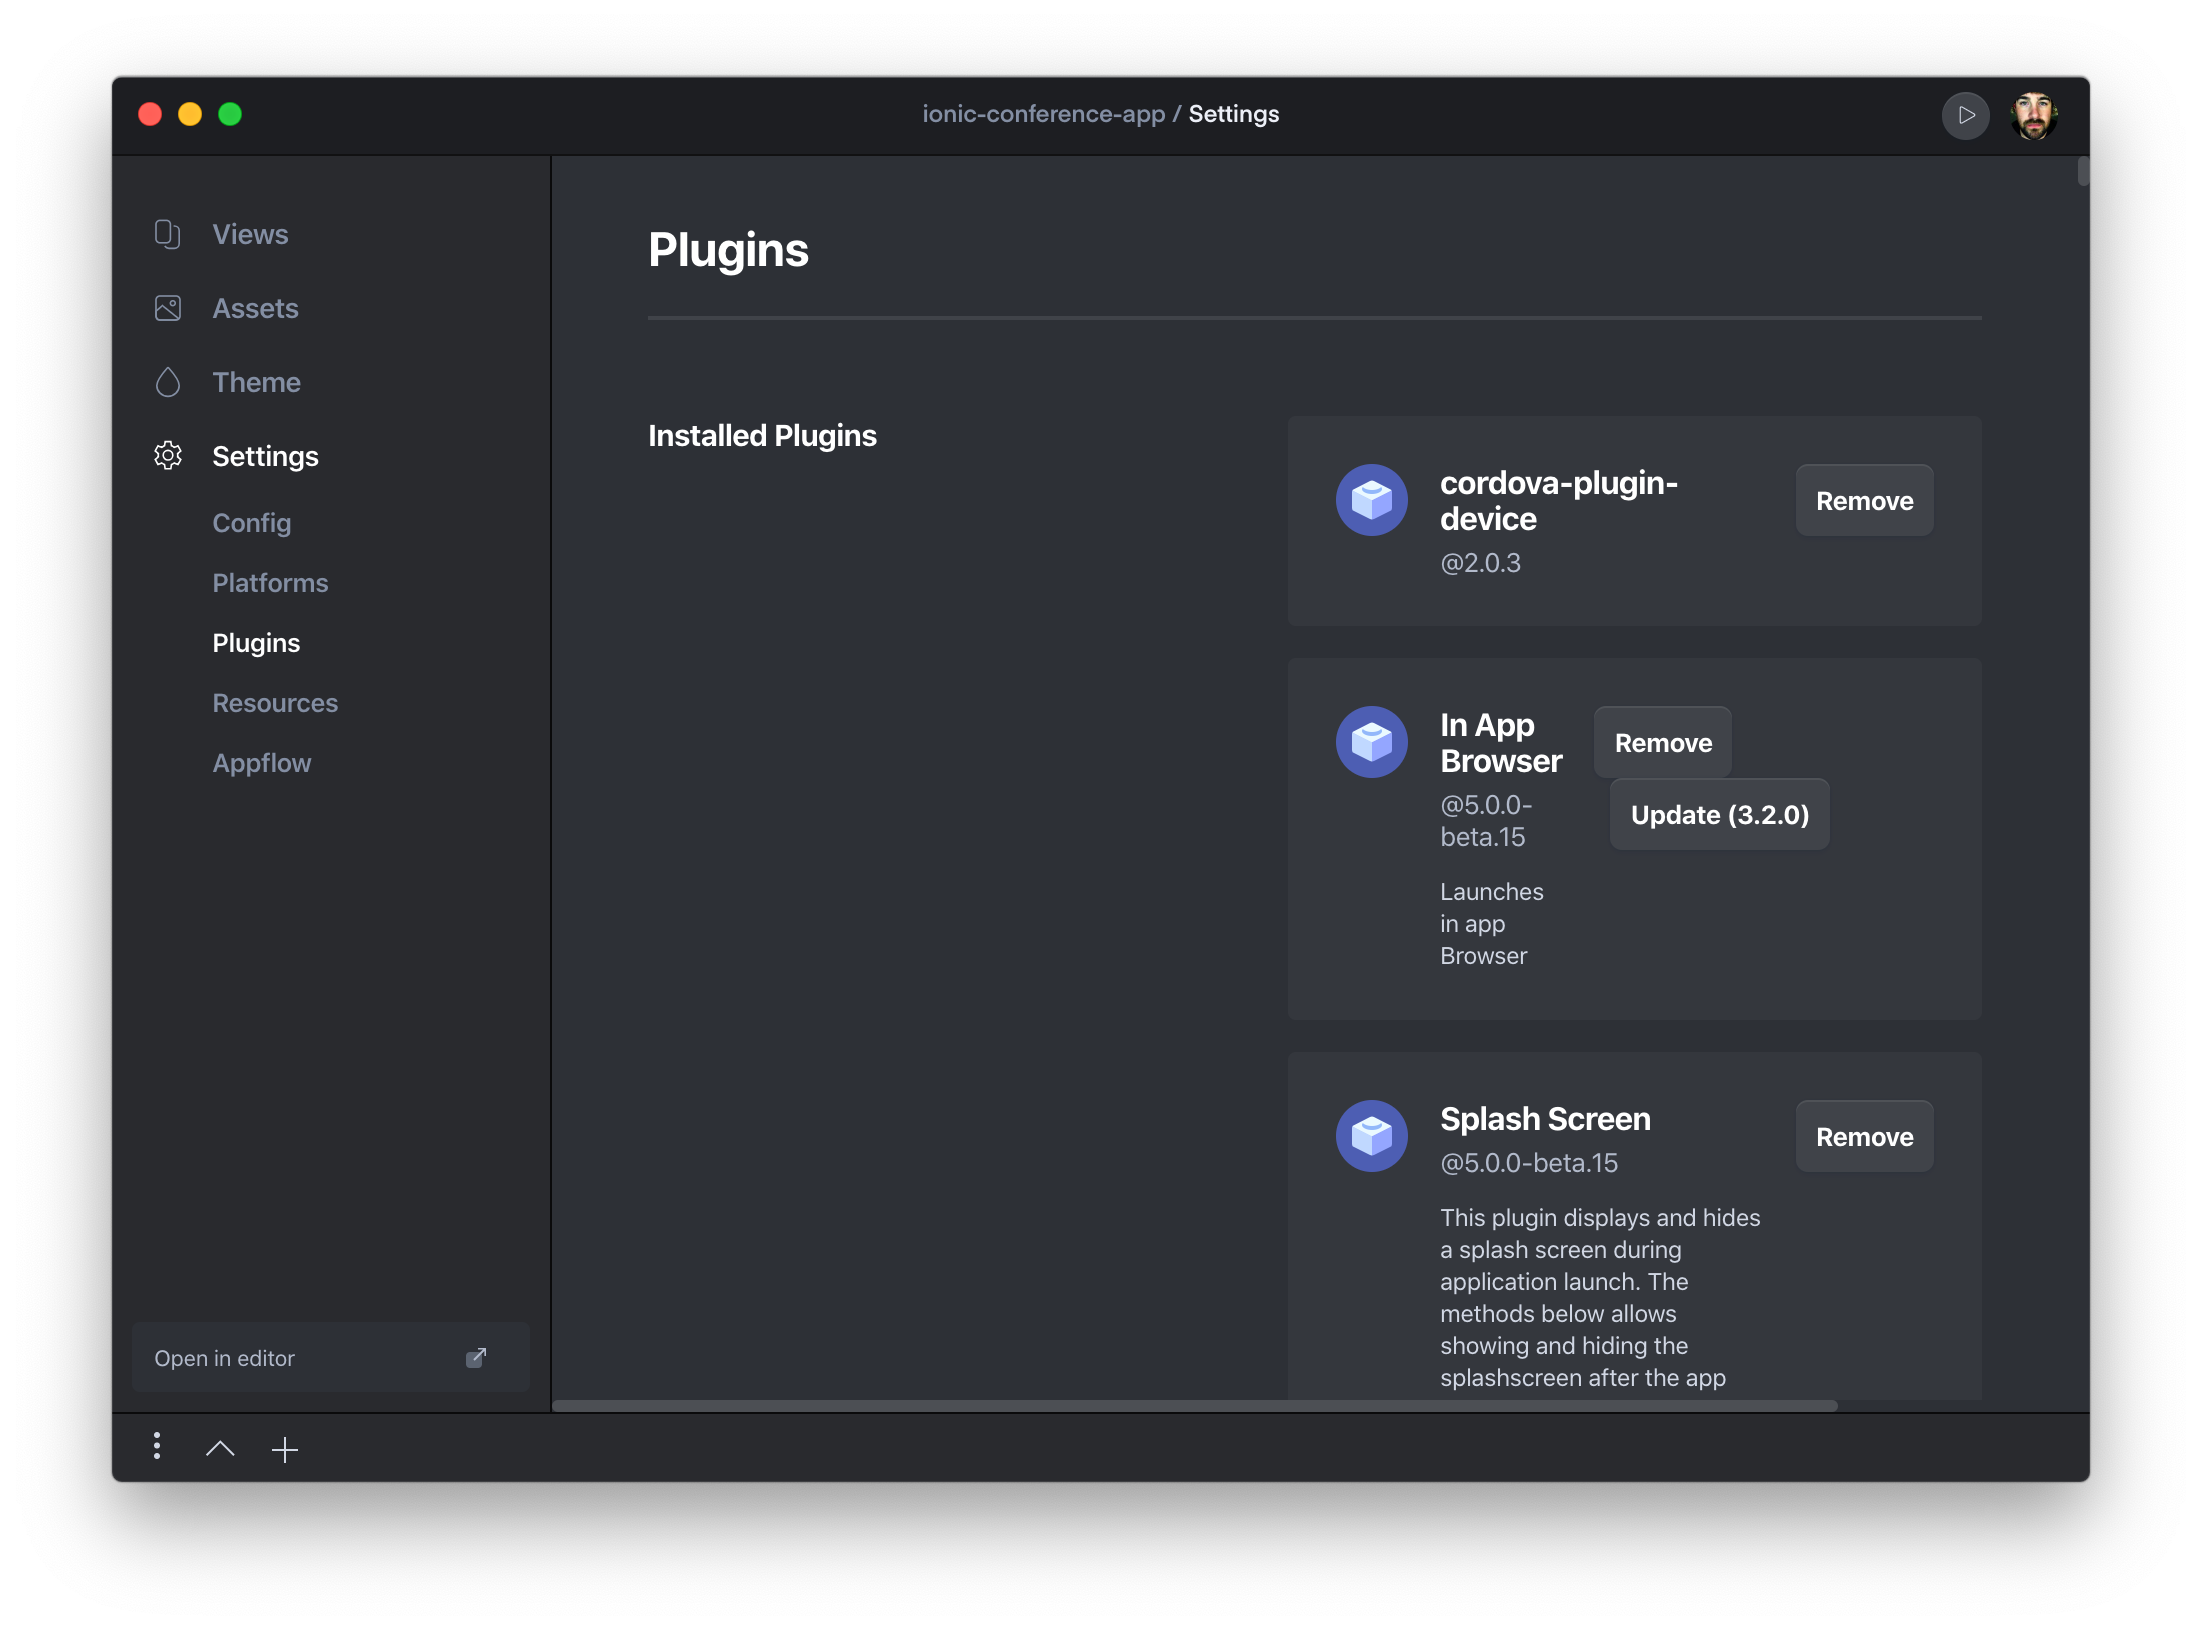 ionic-conference-app / Settings
Views
Assets
Theme
Settings
Config
Platforms
Plugins
Resources
Appflow
Open in editor
Plugins
Installed Plugins
cordova-plugin-
device
@2.0.3
Remove
In App
Browser
@5.0.0-
beta.15
Launches
in app
Browser
Remove
Update (3.2.0)
Splash Screen
@5.0.0-beta.15
This plugin displays and hides
a splash screen during
application launch. The
methods below allows
showing and hiding the
splashscreen after the app
Remove